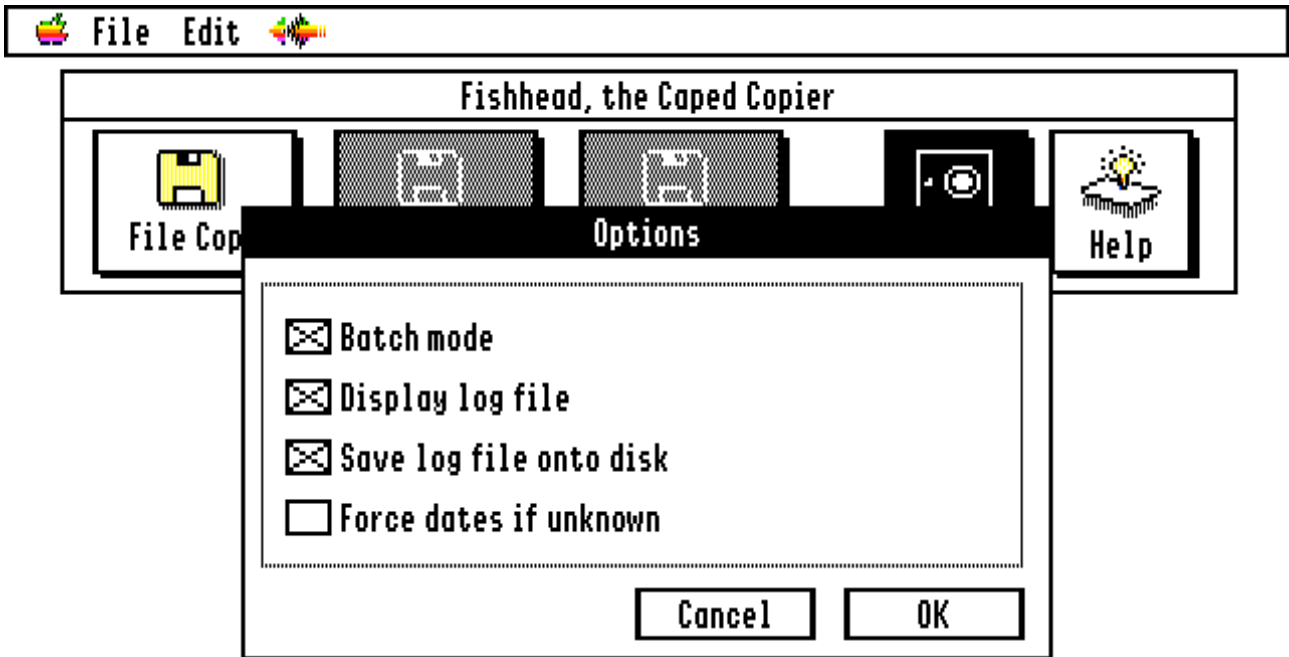 File Edit
Fishhead, the Caped Copier
File Cop
Help
Options
Batch mode
Display log file
Save log file onto disk
Force dates if unknown
Cancel OK